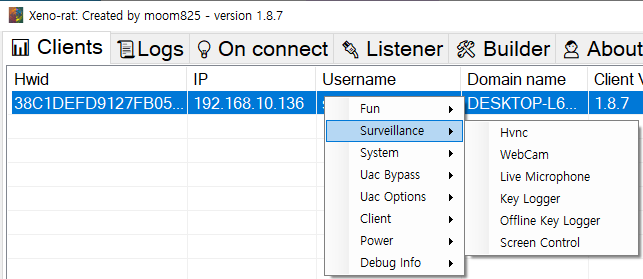 Xeno-rat: Created by moom825 - version 1.8.7
Clients Logs On connect Listener Builder About
Hwid IP Username Domain name Client V
38C1DEFD9127FB05... 192.168.10.136 DESKTOP-L6... 1.8.7
Fun
Surveillance
System
Uac Bypass
Uac Options
Client
Power
Debug Info
Hvnc
WebCam
Live Microphone
Key Logger
Offline Key Logger
Screen Control